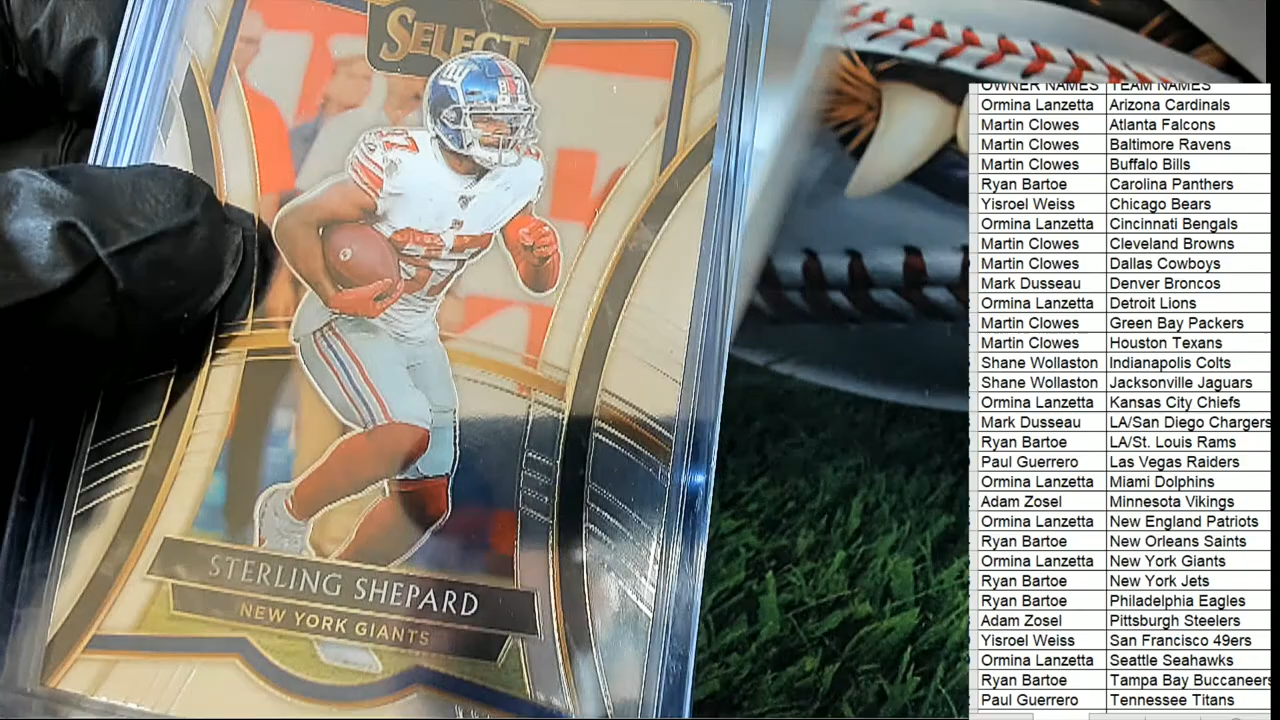 SELECT
87
STERLING SHEPARD
NEW YORK GIANTS
OWNER NAMES TEAM NAMES
Ormina Lanzetta Arizona Cardinals
Martin Clowes Atlanta Falcons
Martin Clowes Baltimore Ravens
Martin Clowes Buffalo Bills
Ryan Bartoe Carolina Panthers
Yisroel Weiss Chicago Bears
Ormina Lanzetta Cincinnati Bengals
Martin Clowes Cleveland Browns
Martin Clowes Dallas Cowboys
Mark Dusseau Denver Broncos
Ormina Lanzetta Detroit Lions
Martin Clowes Green Bay Packers
Martin Clowes Houston Texans
Shane Wollaston Indianapolis Colts
Shane Wollaston Jacksonville Jaguars
Ormina Lanzetta Kansas City Chiefs
Mark Dusseau LA/San Diego Chargers
Ryan Bartoe LA/St. Louis Rams
Paul Guerrero Las Vegas Raiders
Ormina Lanzetta Miami Dolphins
Adam Zosel Minnesota Vikings
Ormina Lanzetta New England Patriots
Ryan Bartoe New Orleans Saints
Ormina Lanzetta New York Giants
Ryan Bartoe New York Jets
Ryan Bartoe Philadelphia Eagles
Adam Zosel Pittsburgh Steelers
Yisroel Weiss San Francisco 49ers
Ormina Lanzetta Seattle Seahawks
Ryan Bartoe Tampa Bay Buccaneers
Paul Guerrero Tennessee Titans